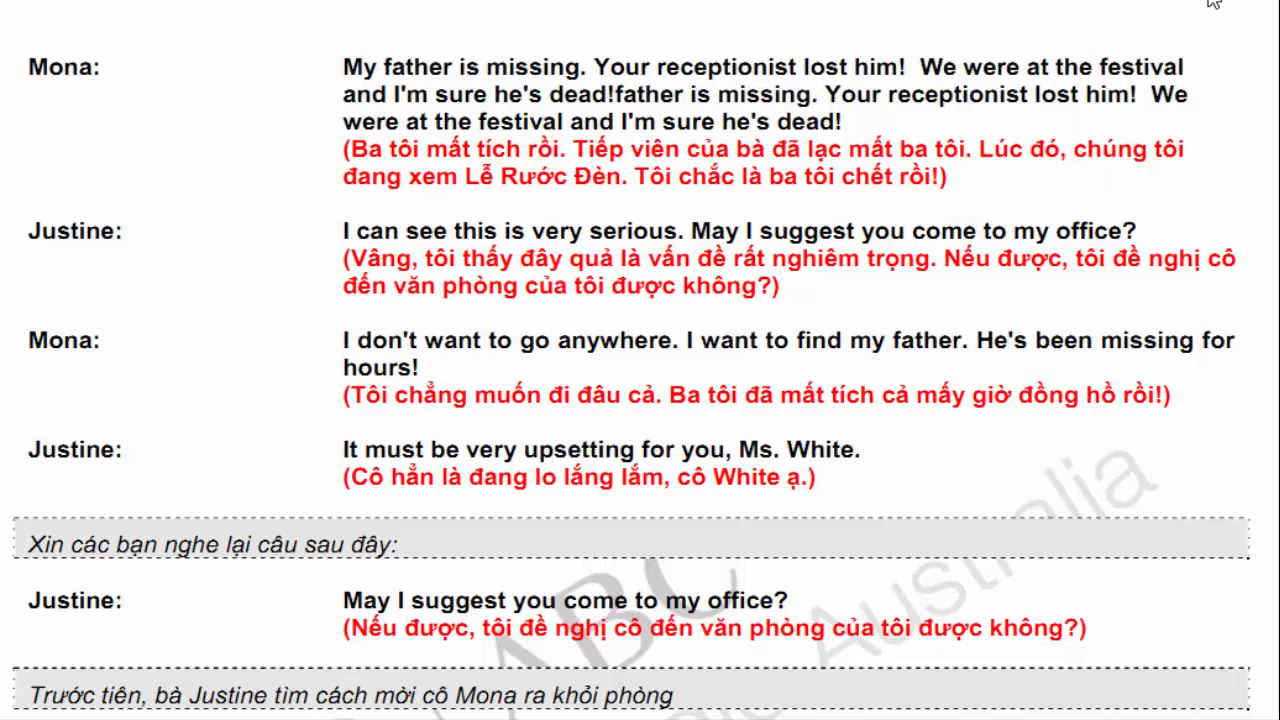 Mona: My father is missing. Your receptionist lost him!  We were at the festival
and I'm sure he's dead!father is missing. Your receptionist lost him!  We
were at the festival and I'm sure he's dead!
(Ba tôi mất tích rồi. Tiếp viên của bà đã lạc mất ba tôi. Lúc đó, chúng tôi
đang xem Lễ Rước Đèn. Tôi chắc là ba tôi chết rồi!)
Justine: I can see this is very serious. May I suggest you come to my office?
(Vâng, tôi thấy đây quả là vấn đề rất nghiêm trọng. Nếu được, tôi đề nghị cô
đến văn phòng của tôi được không?)
Mona: I don't want to go anywhere. I want to find my father. He's been missing for
hours!
(Tôi chẳng muốn đi đâu cả. Ba tôi đã mất tích cả mấy giờ đồng hồ rồi!)
Justine: It must be very upsetting for you, Ms. White.
(Cô hẳn là đang lo lắng lắm, cô White ạ.)
Xin các bạn nghe lại câu sau đây:
Justine: May I suggest you come to my office?
(Nếu được, tôi đề nghị cô đến văn phòng của tôi được không?)
Trước tiên, bà Justine tìm cách mời cô Mona ra khỏi phòng
ABC
Australia